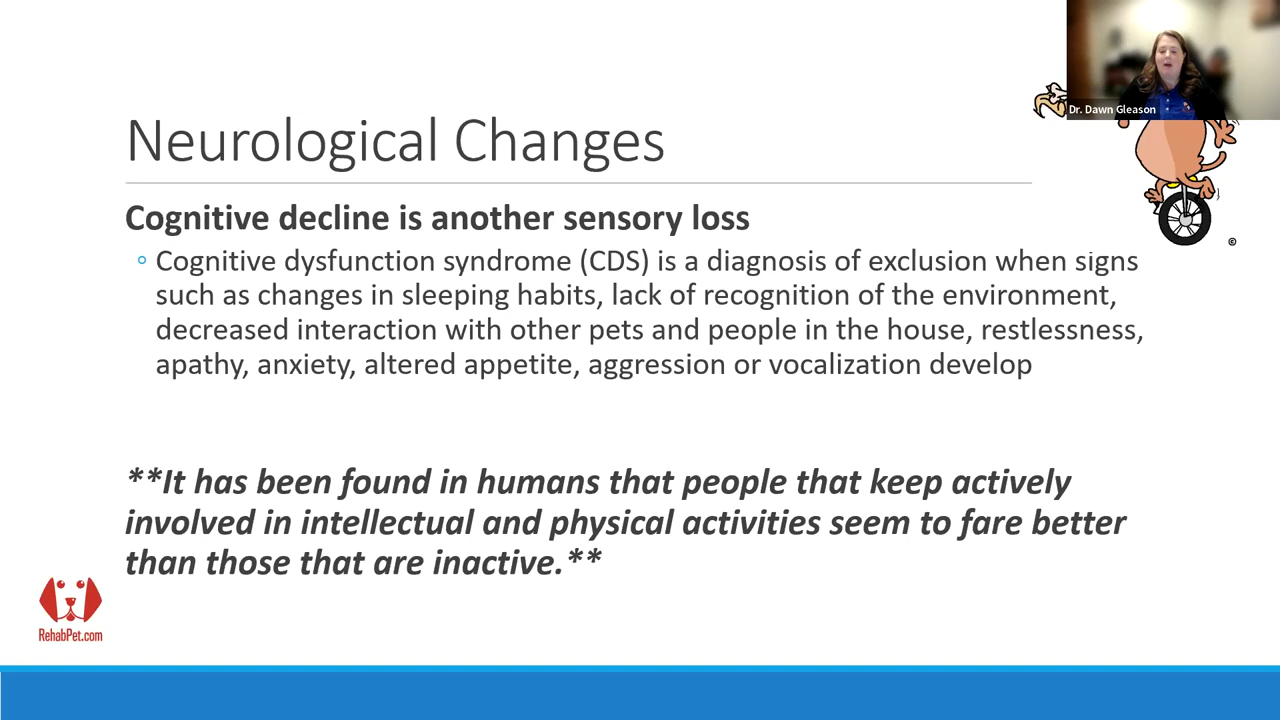 Dr. Dawn Gleason
Neurological Changes
Cognitive decline is another sensory loss
Cognitive dysfunction syndrome (CDS) is a diagnosis of exclusion when signs
such as changes in sleeping habits, lack of recognition of the environment,
decreased interaction with other pets and people in the house, restlessness,
apathy, anxiety, altered appetite, aggression or vocalization develop
**It has been found in humans that people that keep actively
involved in intellectual and physical activities seem to fare better
than those that are inactive.**
RehabPet.com
©